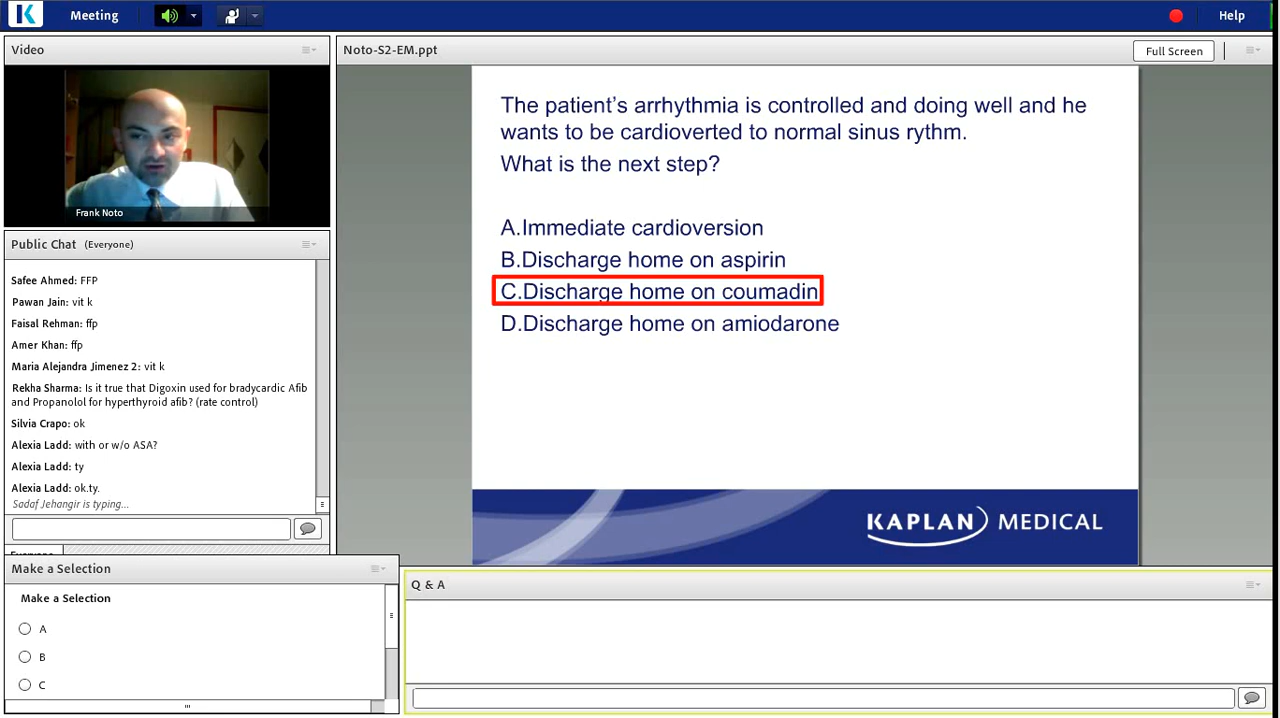 Meeting
Help
Video
Frank Noto
Public Chat (Everyone)
Safee Ahmed: FFP
Pawan Jain: vit k
Faisal Rehman: ffp
Amer Khan: ffp
Maria Alejandra Jimenez 2: vit k
Rekha Sharma: Is it true that Digoxin used for bradycardic Afib
and Propanolol for hyperthyroid afib? (rate control)
Silvia Crapo: ok
Alexia Ladd: with or w/o ASA?
Alexia Ladd: ty
Alexia Ladd: ok.ty.
Sadaf Jehangir is typing...
Everyone
Make a Selection
Make a Selection
A
B
C
Noto-S2-EM.ppt
Full Screen
The patient's arrhythmia is controlled and doing well and he
wants to be cardioverted to normal sinus rythm.
What is the next step?
A.Immediate cardioversion
B.Discharge home on aspirin
C.Discharge home on coumadin
D.Discharge home on amiodarone
KAPLAN MEDICAL
Q & A